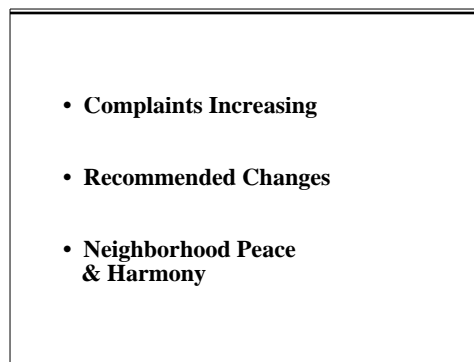 • Complaints Increasing
• Recommended Changes
• Neighborhood Peace
& Harmony